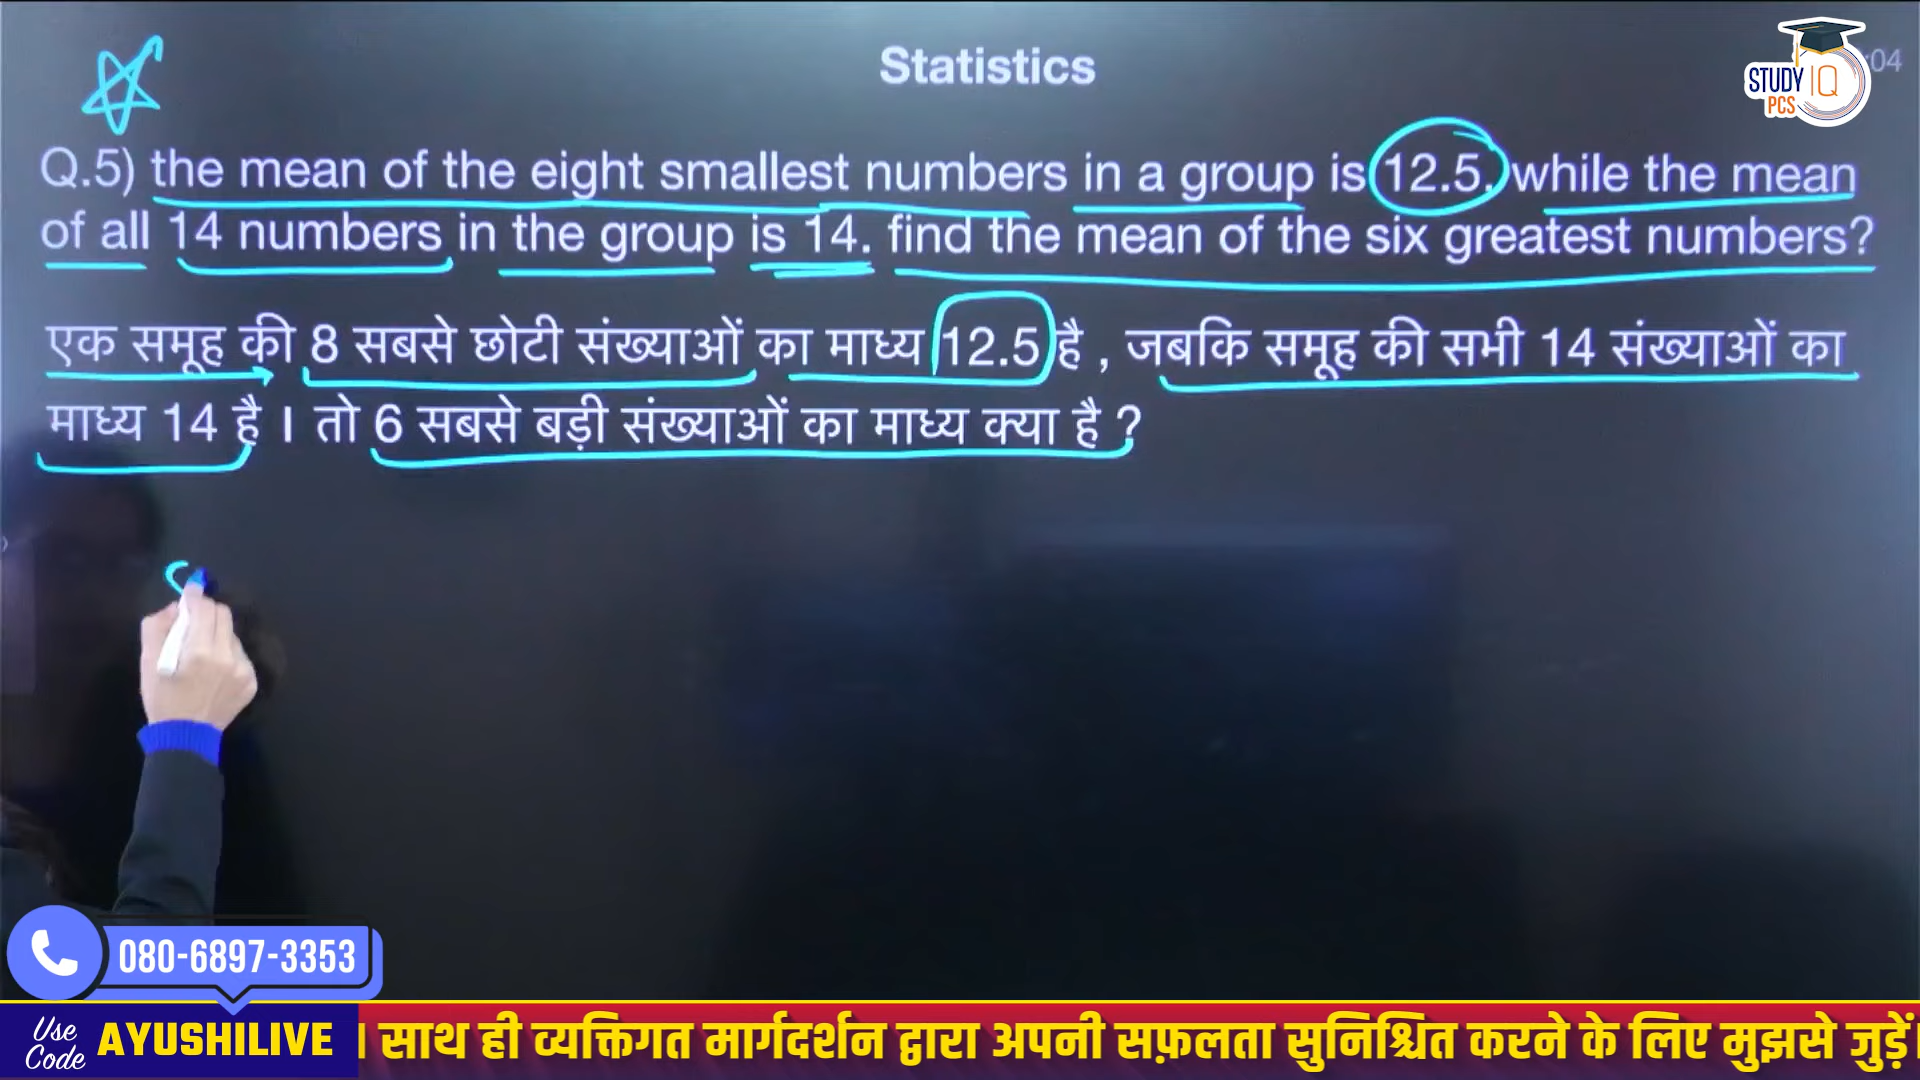 Statistics
STUDY IQ
PCS
04
Q.5) the mean of the eight smallest numbers in a group is 12.5. while the mean
of all 14 numbers in the group is 14. find the mean of the six greatest numbers?
एक समूह की 8 सबसे छोटी संख्याओं का माध्य 12.5 है , जबकि समूह की सभी 14 संख्याओं का
माध्य 14 है । तो 6 सबसे बड़ी संख्याओं का माध्य क्या है ?
080-6897-3353
Use
Code
AYUSHILIVE
। साथ ही व्यक्तिगत मार्गदर्शन द्वारा अपनी सफ़लता सुनिश्चित करने के लिए मुझसे जुड़ें।